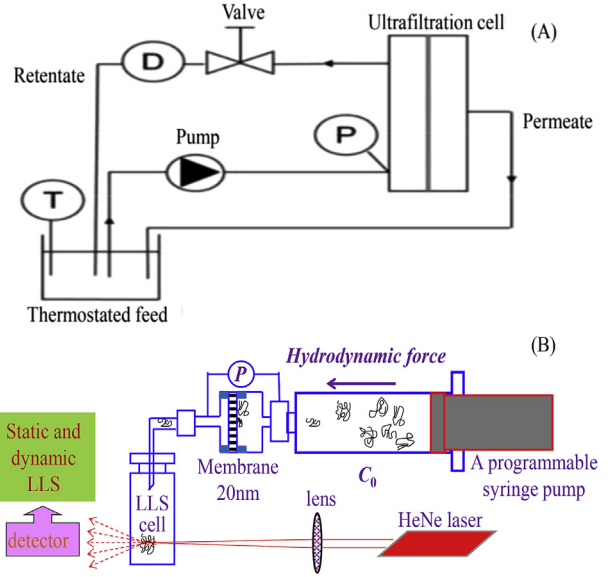 Valve
Ultrafiltration cell
(A)
D
Retentate
Permeate
Pump
P
T
Thermostated feed
(B)
Hydrodynamic force
P
Static and
dynamic
LLS
Membrane
20nm
C0
A programmable
syringe pump
LLS
cell
lens
HeNe laser
detector